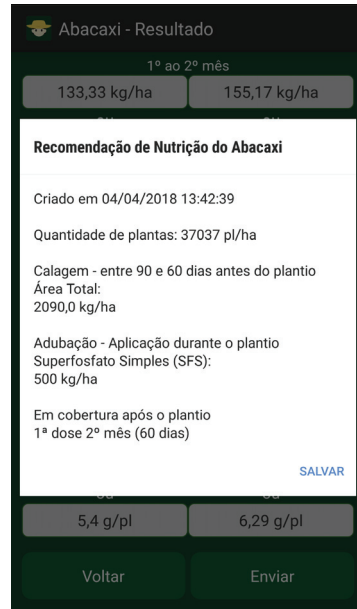 Abacaxi - Resultado
1º ao 2º mês
133,33 kg/ha 155,17 kg/ha
Recomendação de Nutrição do Abacaxi
Criado em 04/04/2018 13:42:39
Quantidade de plantas: 37037 pl/ha
Calagem - entre 90 e 60 dias antes do plantio
Área Total:
2090,0 kg/ha
Adubação - Aplicação durante o plantio
Superfosfato Simples (SFS):
500 kg/ha
Em cobertura após o plantio
1ª dose 2º mês (60 dias)
SALVAR
5,4 g/pl 6,29 g/pl
Voltar Enviar